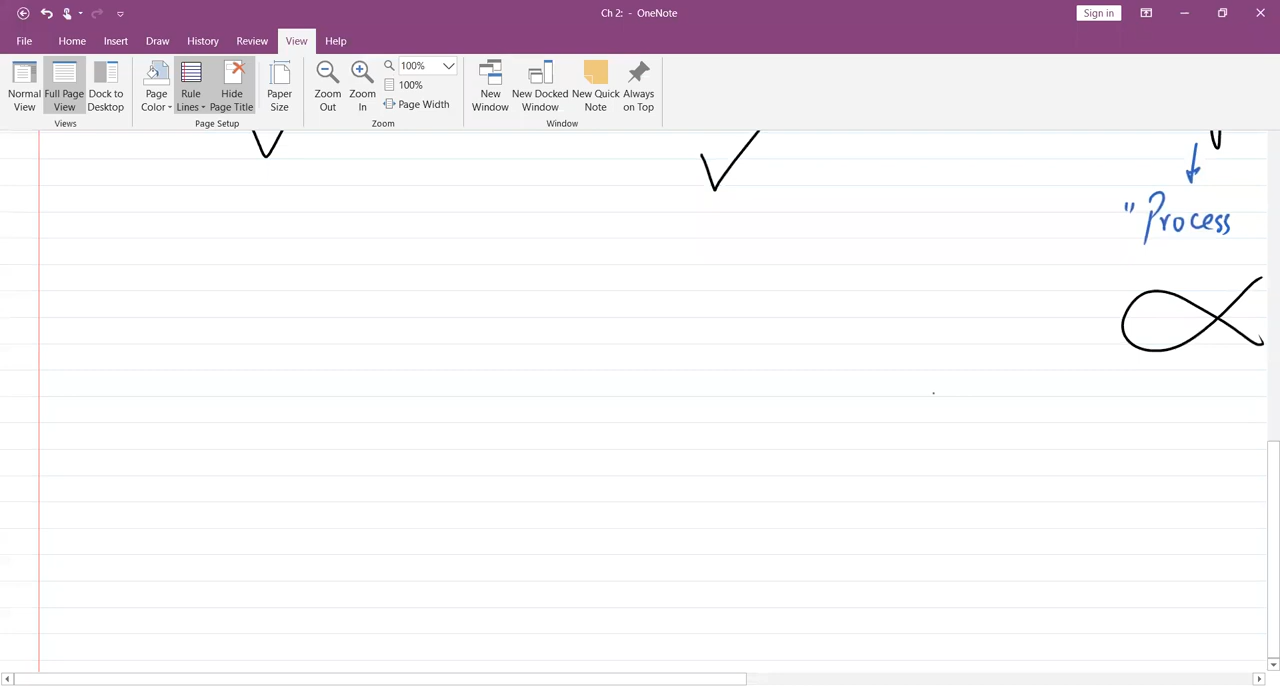 Ch 2: - OneNote
Sign in
File Home Insert Draw History Review View Help
Normal View
Full Page View
Dock to Desktop
Page Color
Rule Lines
Hide Page Title
Paper Size
Zoom Out
Zoom In
100%
100%
Page Width
New Window
New Docked Window
New Quick Note
Always on Top
Views
Page Setup
Zoom
Window
" Process